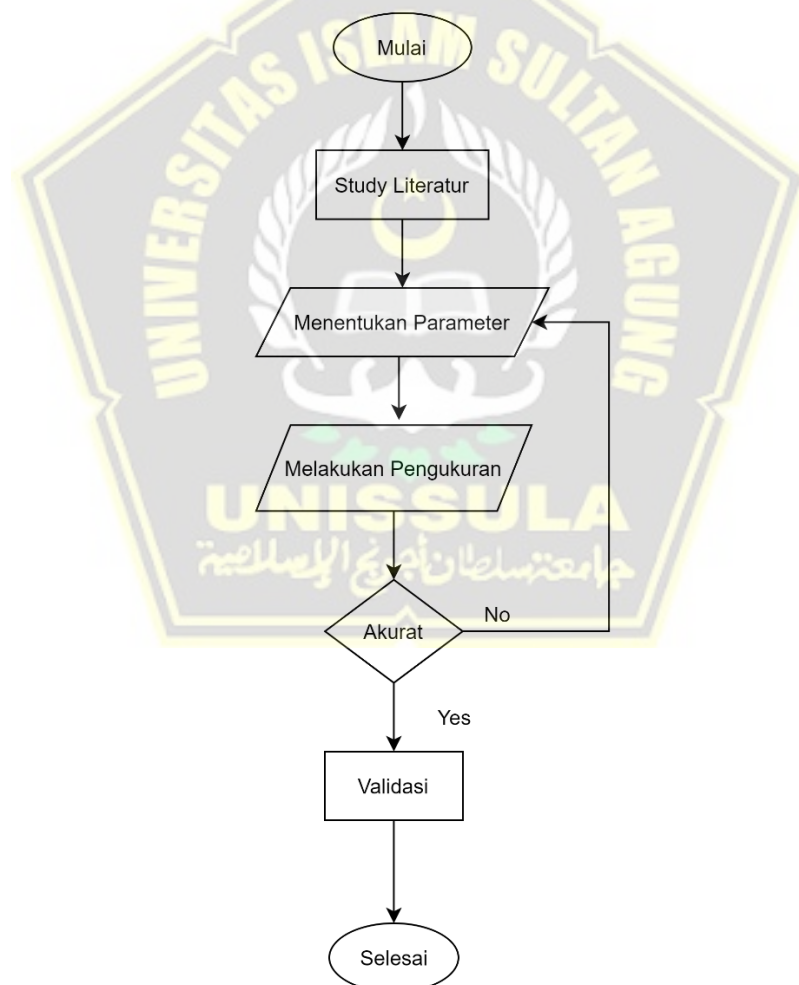 UNIVERSITAS ISLAM SULTAN AGUNG
Mulai
Study Literatur
Menentukan Parameter
Melakukan Pengukuran
UNISSULA
جامعة سلطان أجونج الإسلامية
Akurat
No
Yes
Validasi
Selesai